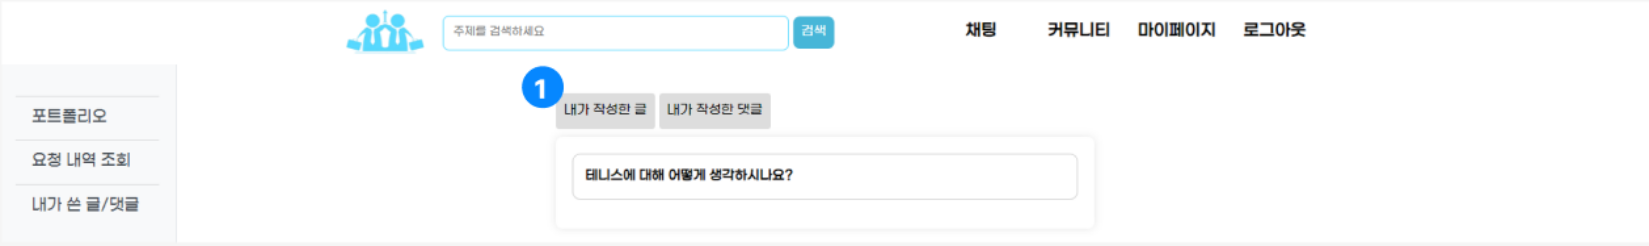 주제를 검색하세요 검색 채팅 커뮤니티 마이페이지 로그아웃
1
내가 작성한 글 내가 작성한 댓글
포트폴리오
요청 내역 조회
내가 쓴 글/댓글
테니스에 대해 어떻게 생각하시나요?